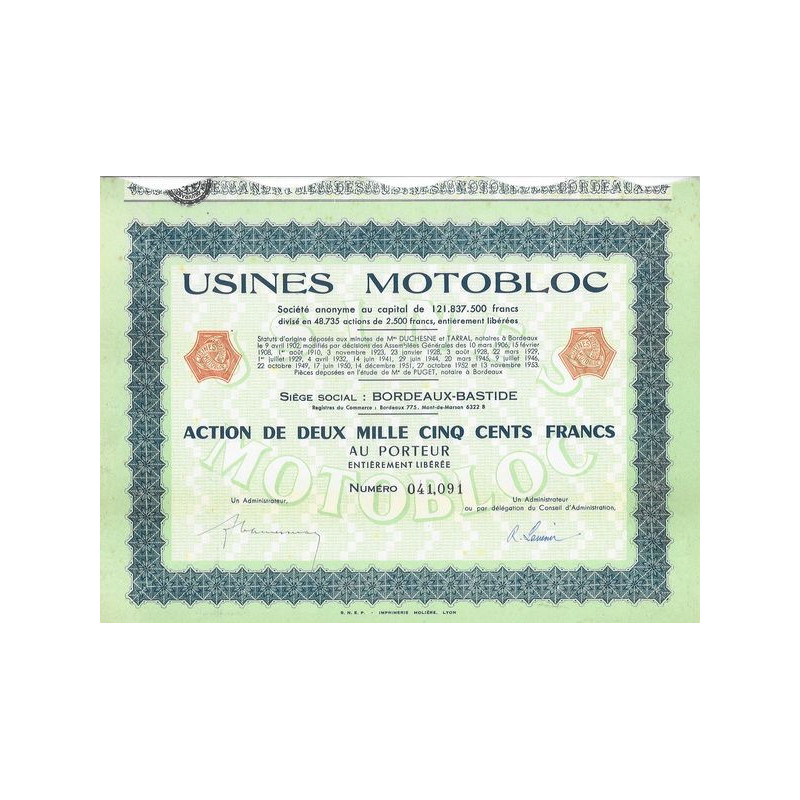 USINES MOTOBLOC
Société anonyme au capital de 121.837.500 francs
divisé en 48.735 actions de 2.500 francs, entièrement libérées
Statuts d'origine déposés aux minutes de Mes DUCHESNE et TARRAL, notaires à Bordeaux
le 9 avril 1902, modifiés par décisions des Assemblées Générales des 10 mars 1906, 15 février
1908, 1er août 1910, 3 novembre 1923, 23 janvier 1928, 3 août 1928, 22 mars 1929,
1er juillet 1929, 4 avril 1932, 14 juin 1941, 29 juin 1944, 20 mars 1946, 9 juillet 1946,
22 octobre 1949, 17 juin 1950, 14 décembre 1951, 27 octobre 1952 et 13 novembre 1953.
Pièces déposées en l'étude de Me de PUGET, notaire à Bordeaux
SIÈGE SOCIAL : BORDEAUX-BASTIDE
Registres du Commerce : Bordeaux 775, Mont-de-Marsan 6322 B
ACTION DE DEUX MILLE CINQ CENTS FRANCS
AU PORTEUR
ENTIÈREMENT LIBÉRÉE
MOTOBLOC
NUMÉRO 041,091
Un Administrateur,
Un Administrateur
ou par délégation du Conseil d'Administration,
S. N. E. P. - IMPRIMERIE MOLIÈRE, LYON